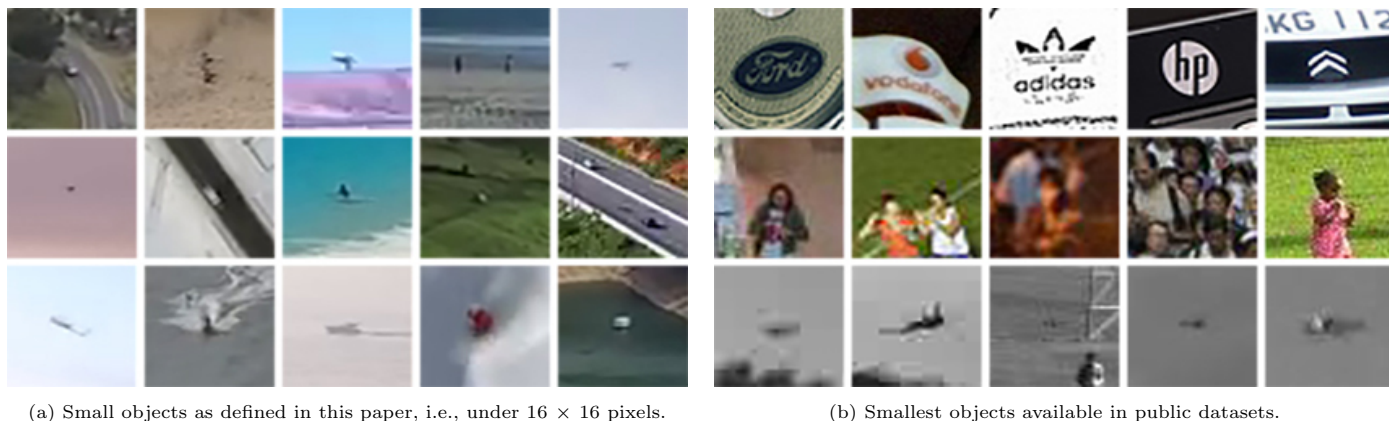 Ford
vodafone
adidas
hp
KG 112
(a) Small objects as defined in this paper, i.e., under 16 × 16 pixels.
(b) Smallest objects available in public datasets.